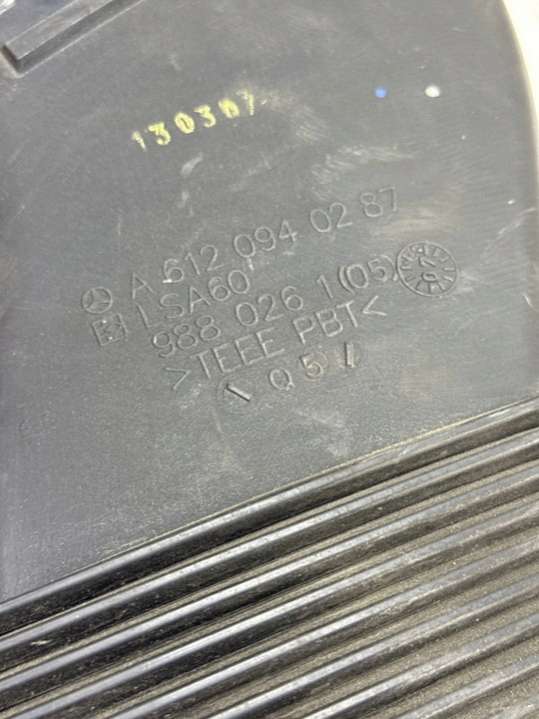 130307
A 612 094 02 87
LSA60
988 026 1(05)
>TEEE PBT<
Q 5